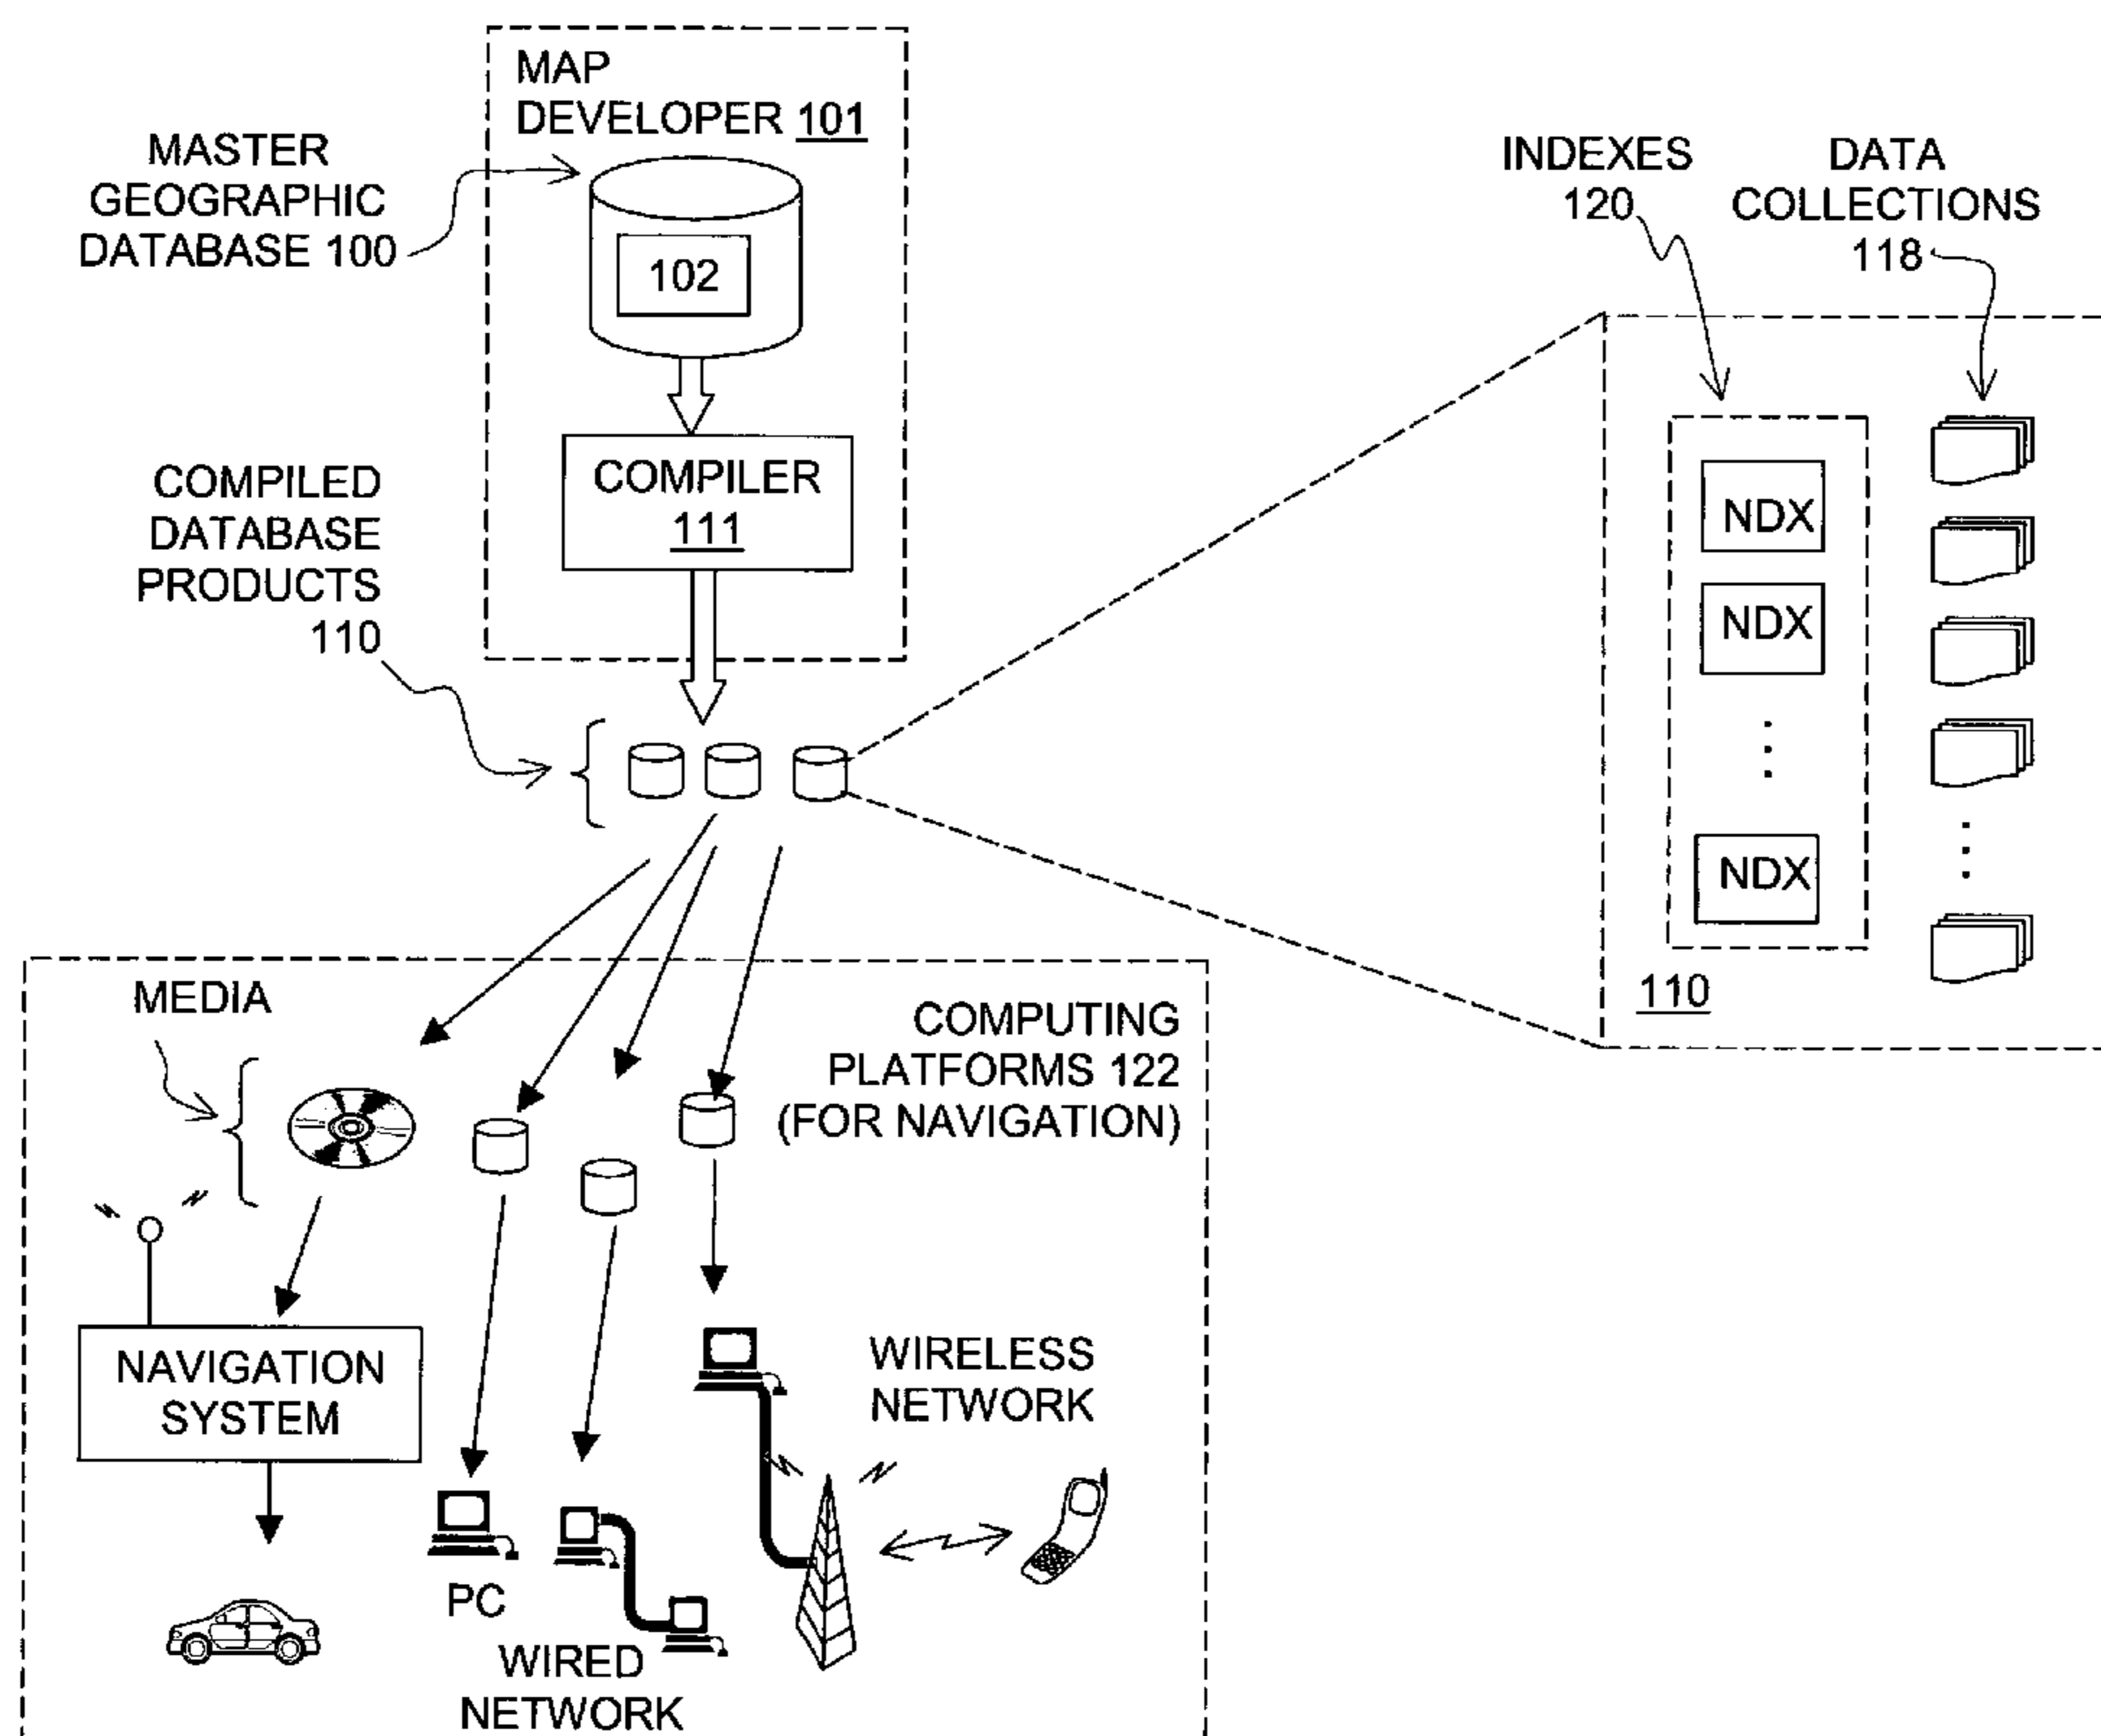 MAP
DEVELOPER 101
MASTER
GEOGRAPHIC
DATABASE 100
102
COMPILER
111
COMPILED
DATABASE
PRODUCTS
110
INDEXES
120
DATA
COLLECTIONS
118
NDX
NDX
NDX
110
MEDIA
COMPUTING
PLATFORMS 122
(FOR NAVIGATION)
NAVIGATION
SYSTEM
WIRELESS
NETWORK
PC
WIRED
NETWORK